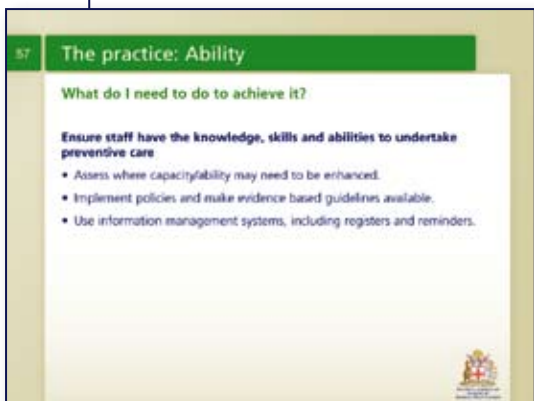 57
The practice: Ability
What do I need to do to achieve it?
Ensure staff have the knowledge, skills and abilities to undertake
preventive care
• Assess where capacity/ability may need to be enhanced.
• Implement policies and make evidence based guidelines available.
• Use information management systems, including registers and reminders.